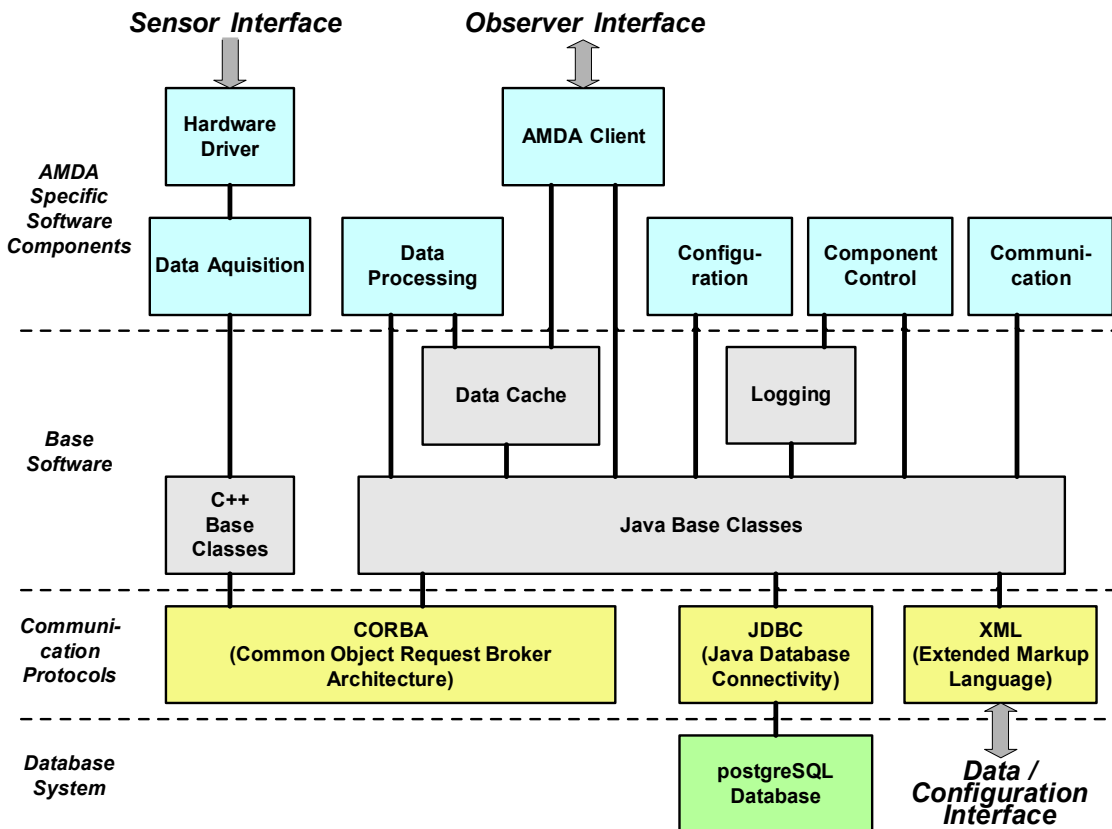 Sensor Interface
Observer Interface
Hardware
Driver
AMDA Client
AMDA
Specific
Software
Components
Data Aquisition
Data
Processing
Configu-
ration
Component
Control
Communi-
cation
Data Cache
Logging
Base
Software
C++
Base
Classes
Java Base Classes
Communi-
cation
Protocols
CORBA
(Common Object Request Broker
Architecture)
JDBC
(Java Database
Connectivity)
XML
(Extended Markup
Language)
Database
System
postgreSQL
Database
Data /
Configuration
Interface